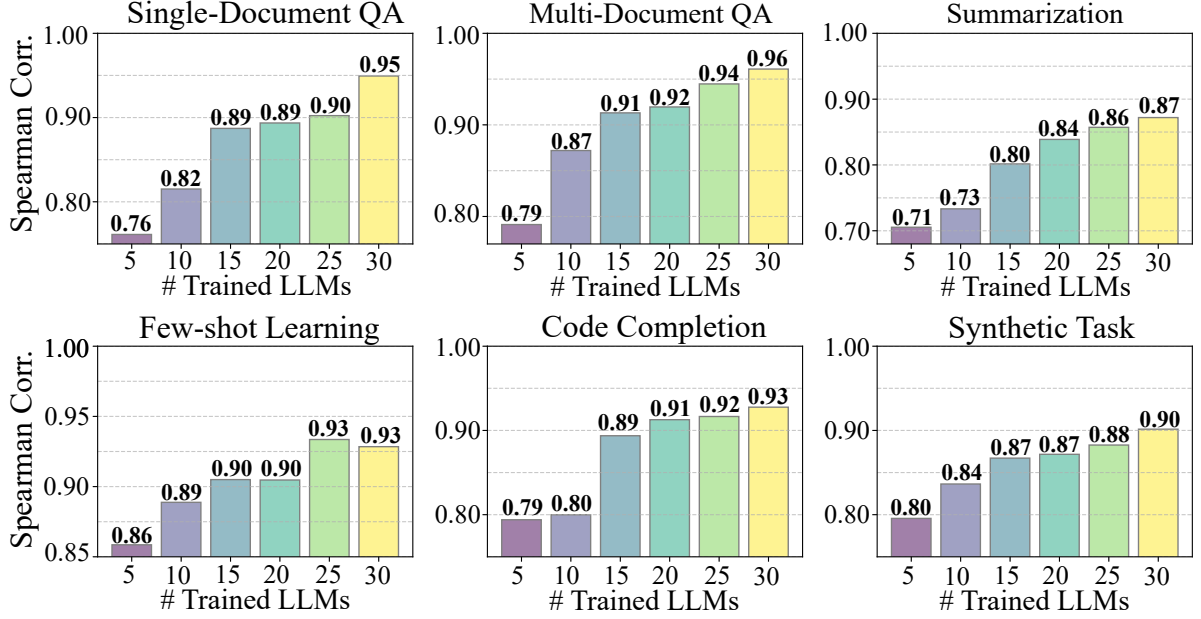 Single-Document QA
Spearman Corr.
1.00
0.90
0.80
0.76
0.82
0.89
0.89
0.90
0.95
5 10 15 20 25 30
# Trained LLMs
Multi-Document QA
1.00
0.90
0.80
0.79
0.87
0.91
0.92
0.94
0.96
5 10 15 20 25 30
# Trained LLMs
Summarization
1.00
0.90
0.80
0.70
0.71
0.73
0.80
0.84
0.86
0.87
5 10 15 20 25 30
# Trained LLMs
Few-shot Learning
Spearman Corr.
1.00
0.95
0.90
0.85
0.86
0.89
0.90
0.90
0.93
0.93
5 10 15 20 25 30
# Trained LLMs
Code Completion
1.00
0.90
0.80
0.79
0.80
0.89
0.91
0.92
0.93
5 10 15 20 25 30
# Trained LLMs
Synthetic Task
1.00
0.90
0.80
0.80
0.84
0.87
0.87
0.88
0.90
5 10 15 20 25 30
# Trained LLMs